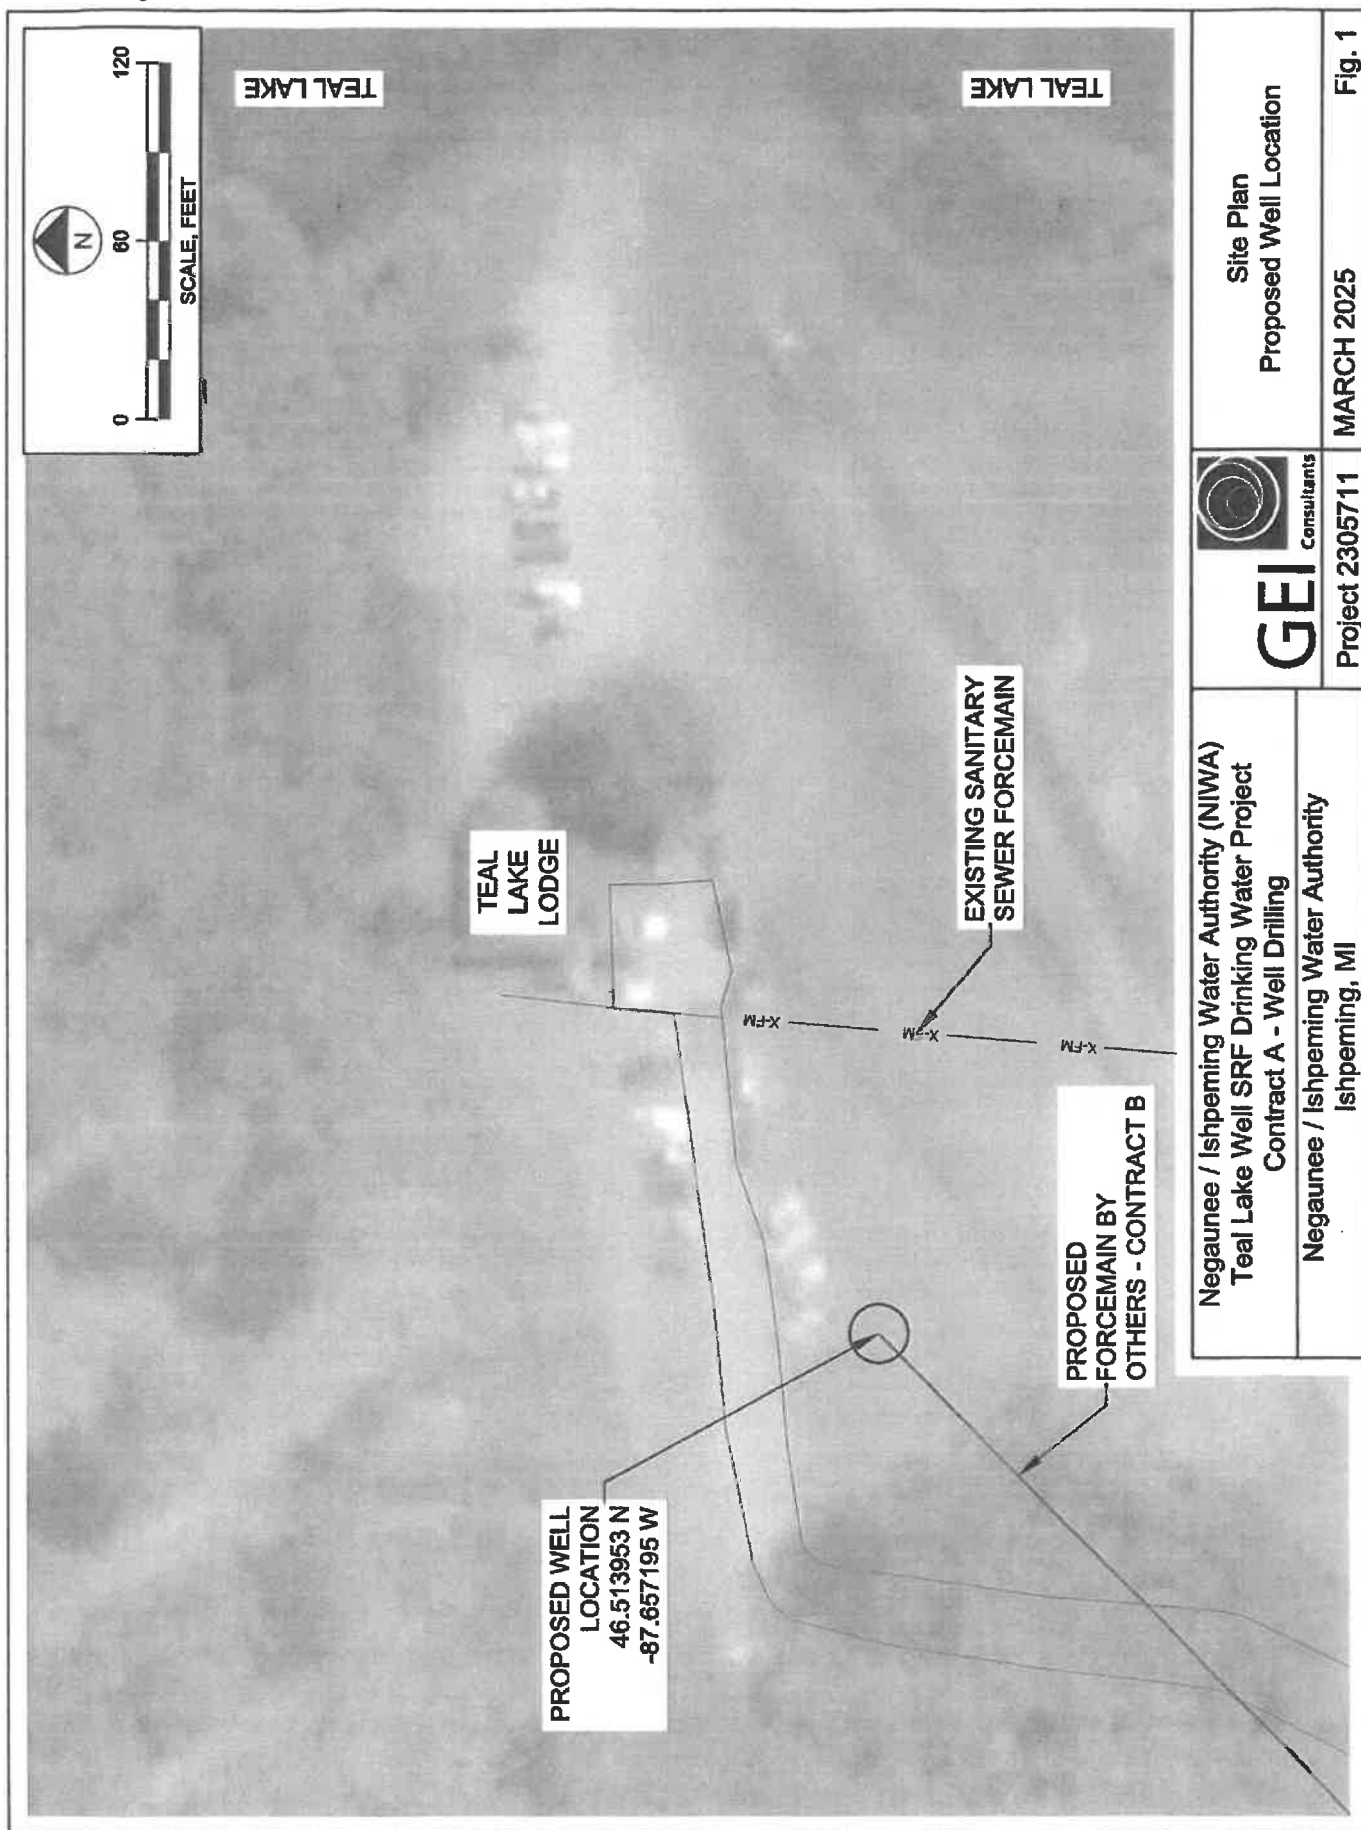 N
0
60
120
SCALE, FEET
TEAL LAKE
TEAL LAKE
TEAL
LAKE
LODGE
PROPOSED WELL
LOCATION
46.513953 N
-87.657195 W
X-FM
X-FM
X-FM
EXISTING SANITARY
SEWER FORCEMAIN
PROPOSED
FORCEMAIN BY
OTHERS - CONTRACT B
Negaunee / Ishpeming Water Authority (NIWA)
Teal Lake Well SRF Drinking Water Project
Contract A - Well Drilling
Negaunee / Ishpeming Water Authority
Ishpeming, MI
GEI Consultants
Project 2305711
Site Plan
Proposed Well Location
MARCH 2025
Fig. 1